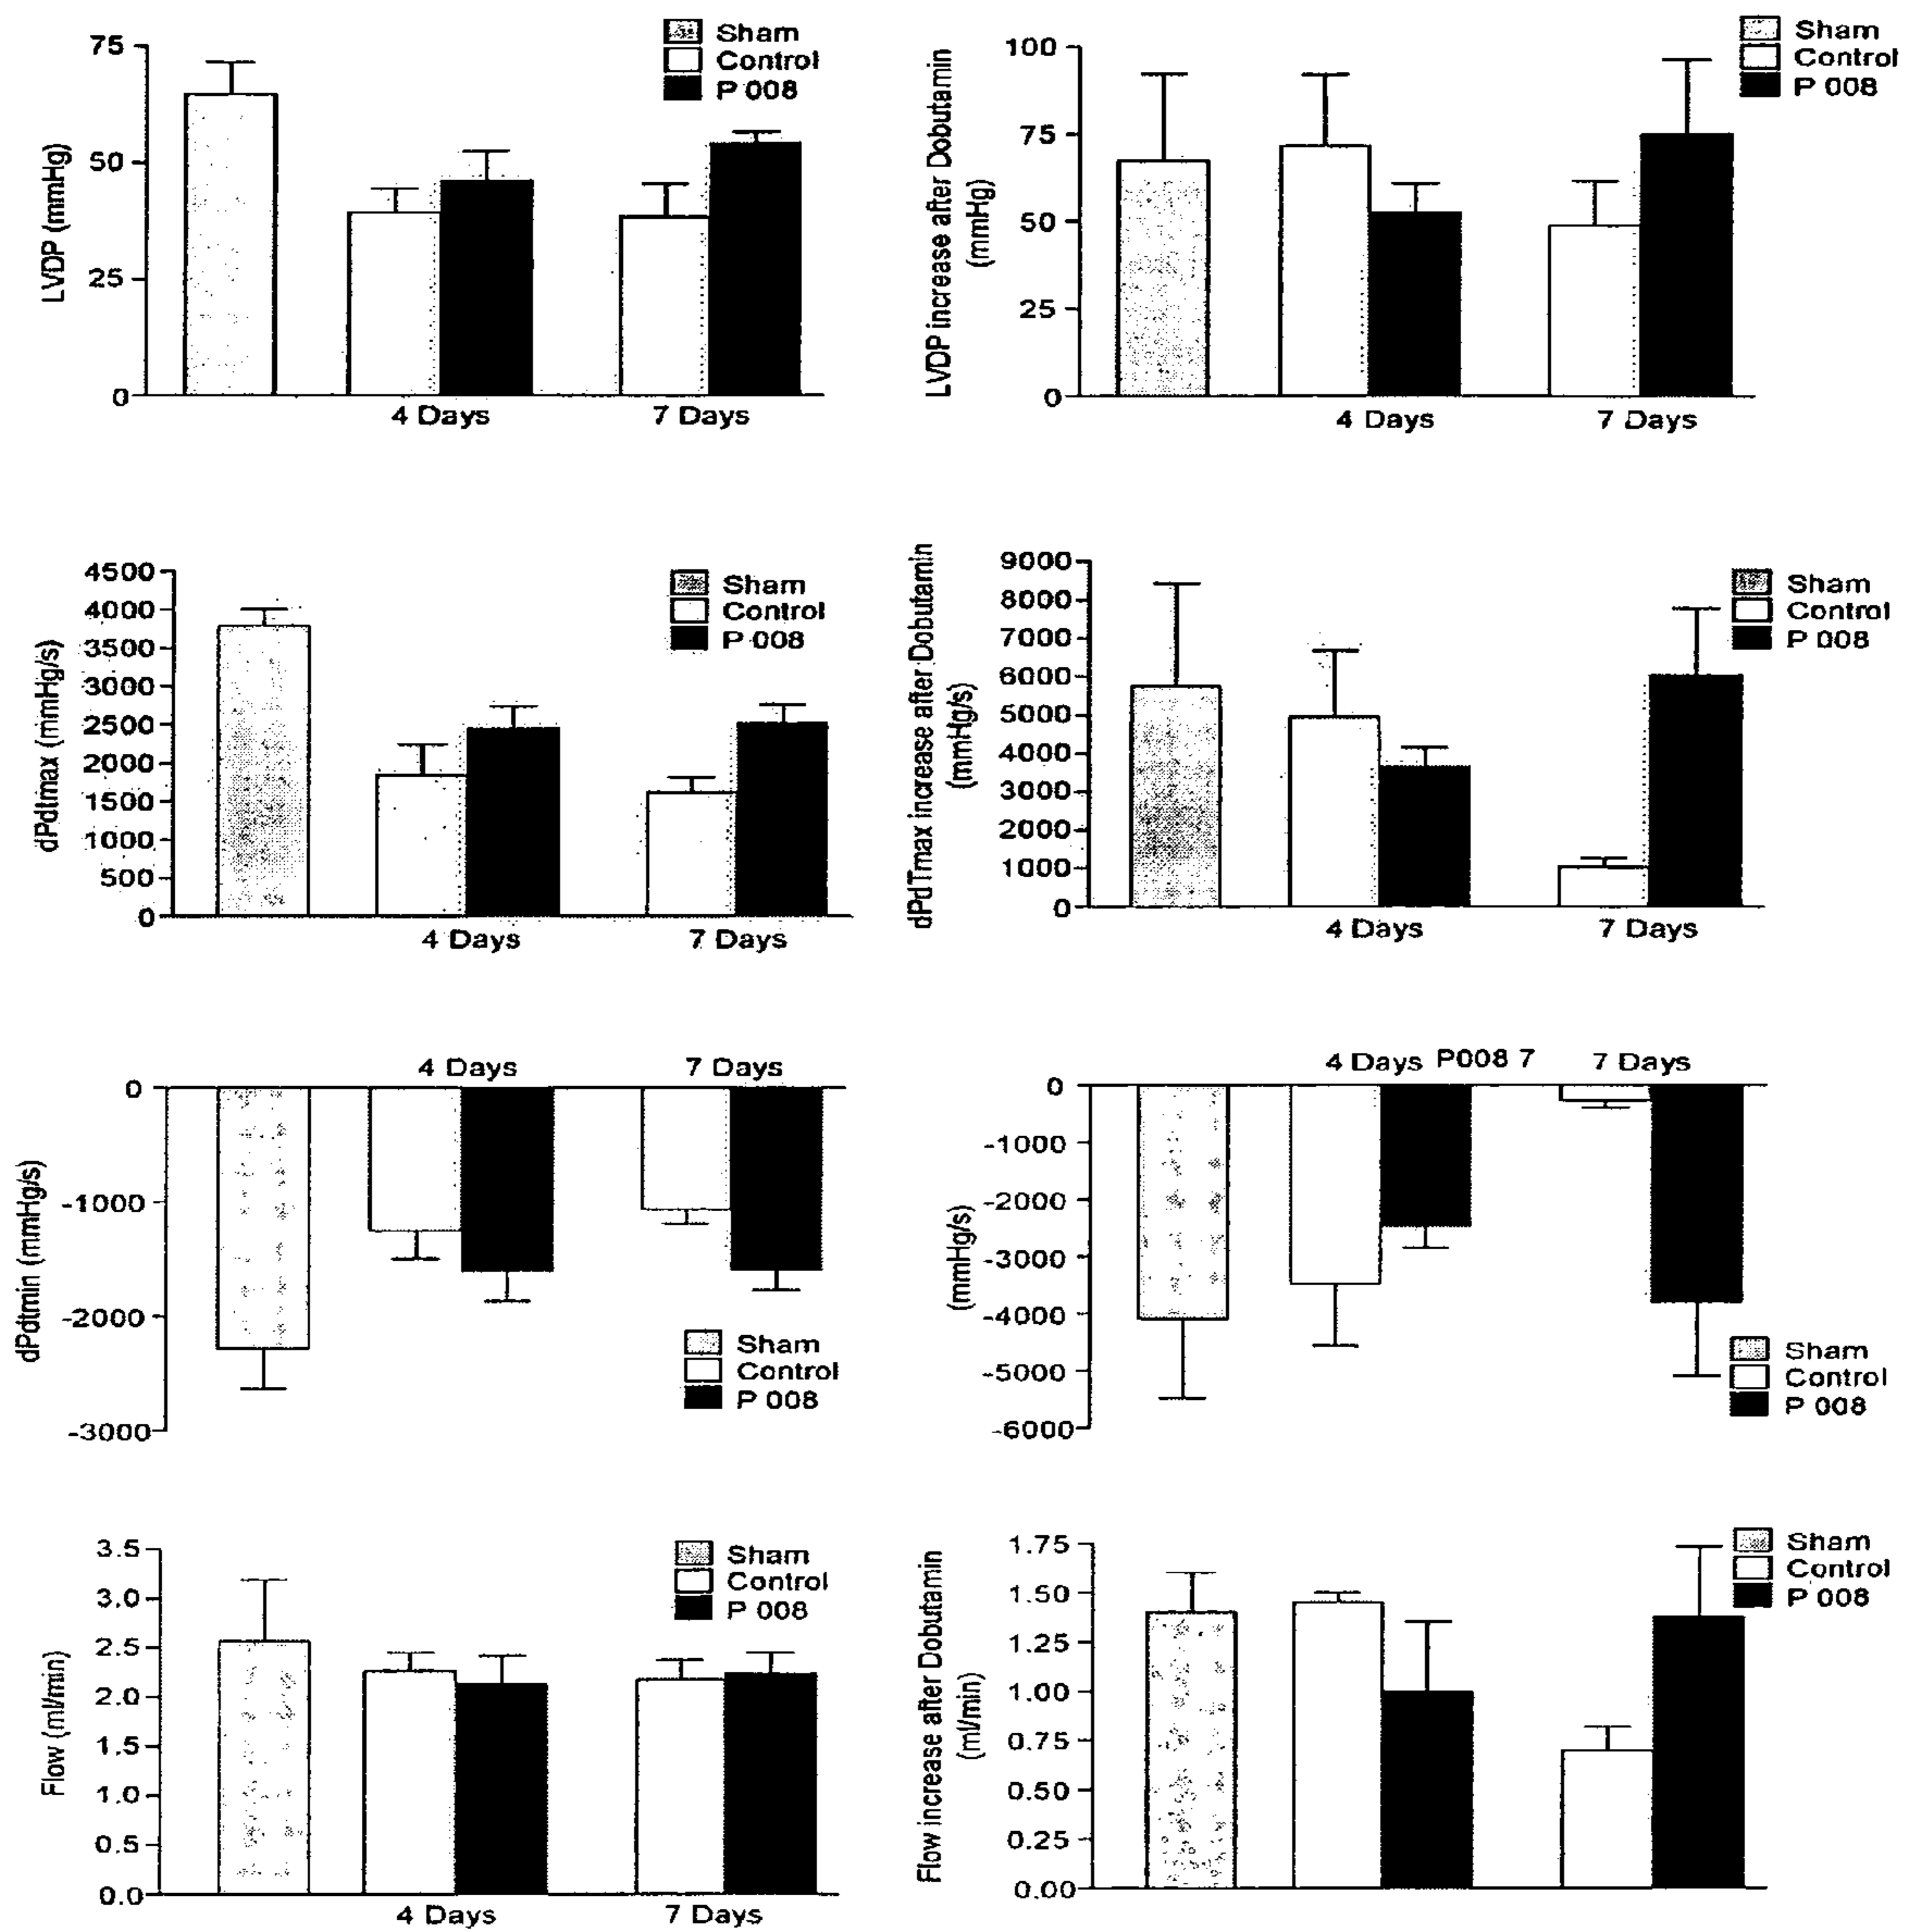 Sham
Control
P 008
75
50
25
0
LVDP (mmHg)
4 Days
7 Days
Sham
Control
P 008
100
75
50
25
0
LVDP increase after Dobutamin
(mmHg)
4 Days
7 Days
Sham
Control
P 008
4500
4000
3500
3000
2500
2000
1500
1000
500
0
dPdtmax (mmHg/s)
4 Days
7 Days
Sham
Control
P 008
9000
8000
7000
6000
5000
4000
3000
2000
1000
0
dPdTmax increase after Dobutamin
(mmHg/s)
4 Days
7 Days
4 Days
7 Days
0
-1000
-2000
-3000
dPdtmin (mmHg/s)
Sham
Control
P 008
4 Days P008 7 7 Days
0
-1000
-2000
-3000
-4000
-5000
-6000
(mmHg/s)
Sham
Control
P 008
Sham
Control
P 008
3.5
3.0
2.5
2.0
1.5
1.0
0.5
0.0
Flow (ml/min)
4 Days
7 Days
Sham
Control
P 008
1.75
1.50
1.25
1.00
0.75
0.50
0.25
0.00
Flow increase after Dobutamin
(ml/min)